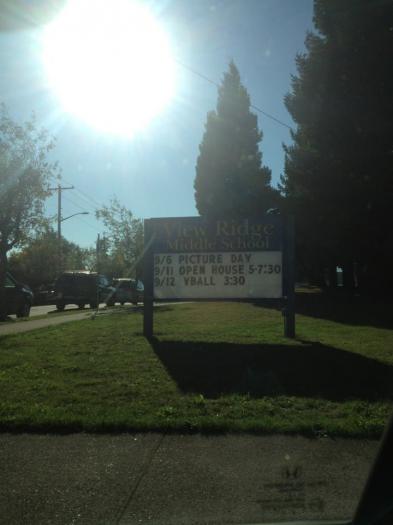 View Ridge
Middle School
9/6 PICTURE DAY
9/11 OPEN HOUSE 5-7:30
9/12 VBALL 3:30